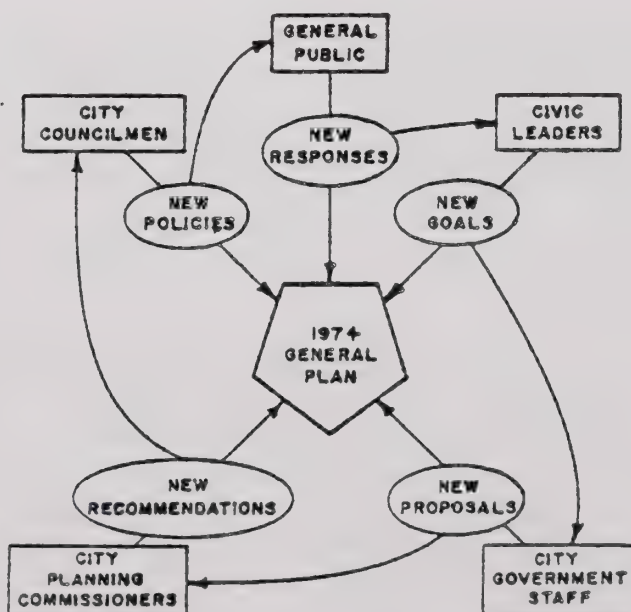 GENERAL
PUBLIC
CITY
COUNCILMEN
CIVIC
LEADERS
NEW
RESPONSES
NEW
POLICIES
NEW
GOALS
1974
GENERAL
PLAN
NEW
RECOMMENDATIONS
NEW
PROPOSALS
CITY
PLANNING
COMMISSIONERS
CITY
GOVERNMENT
STAFF